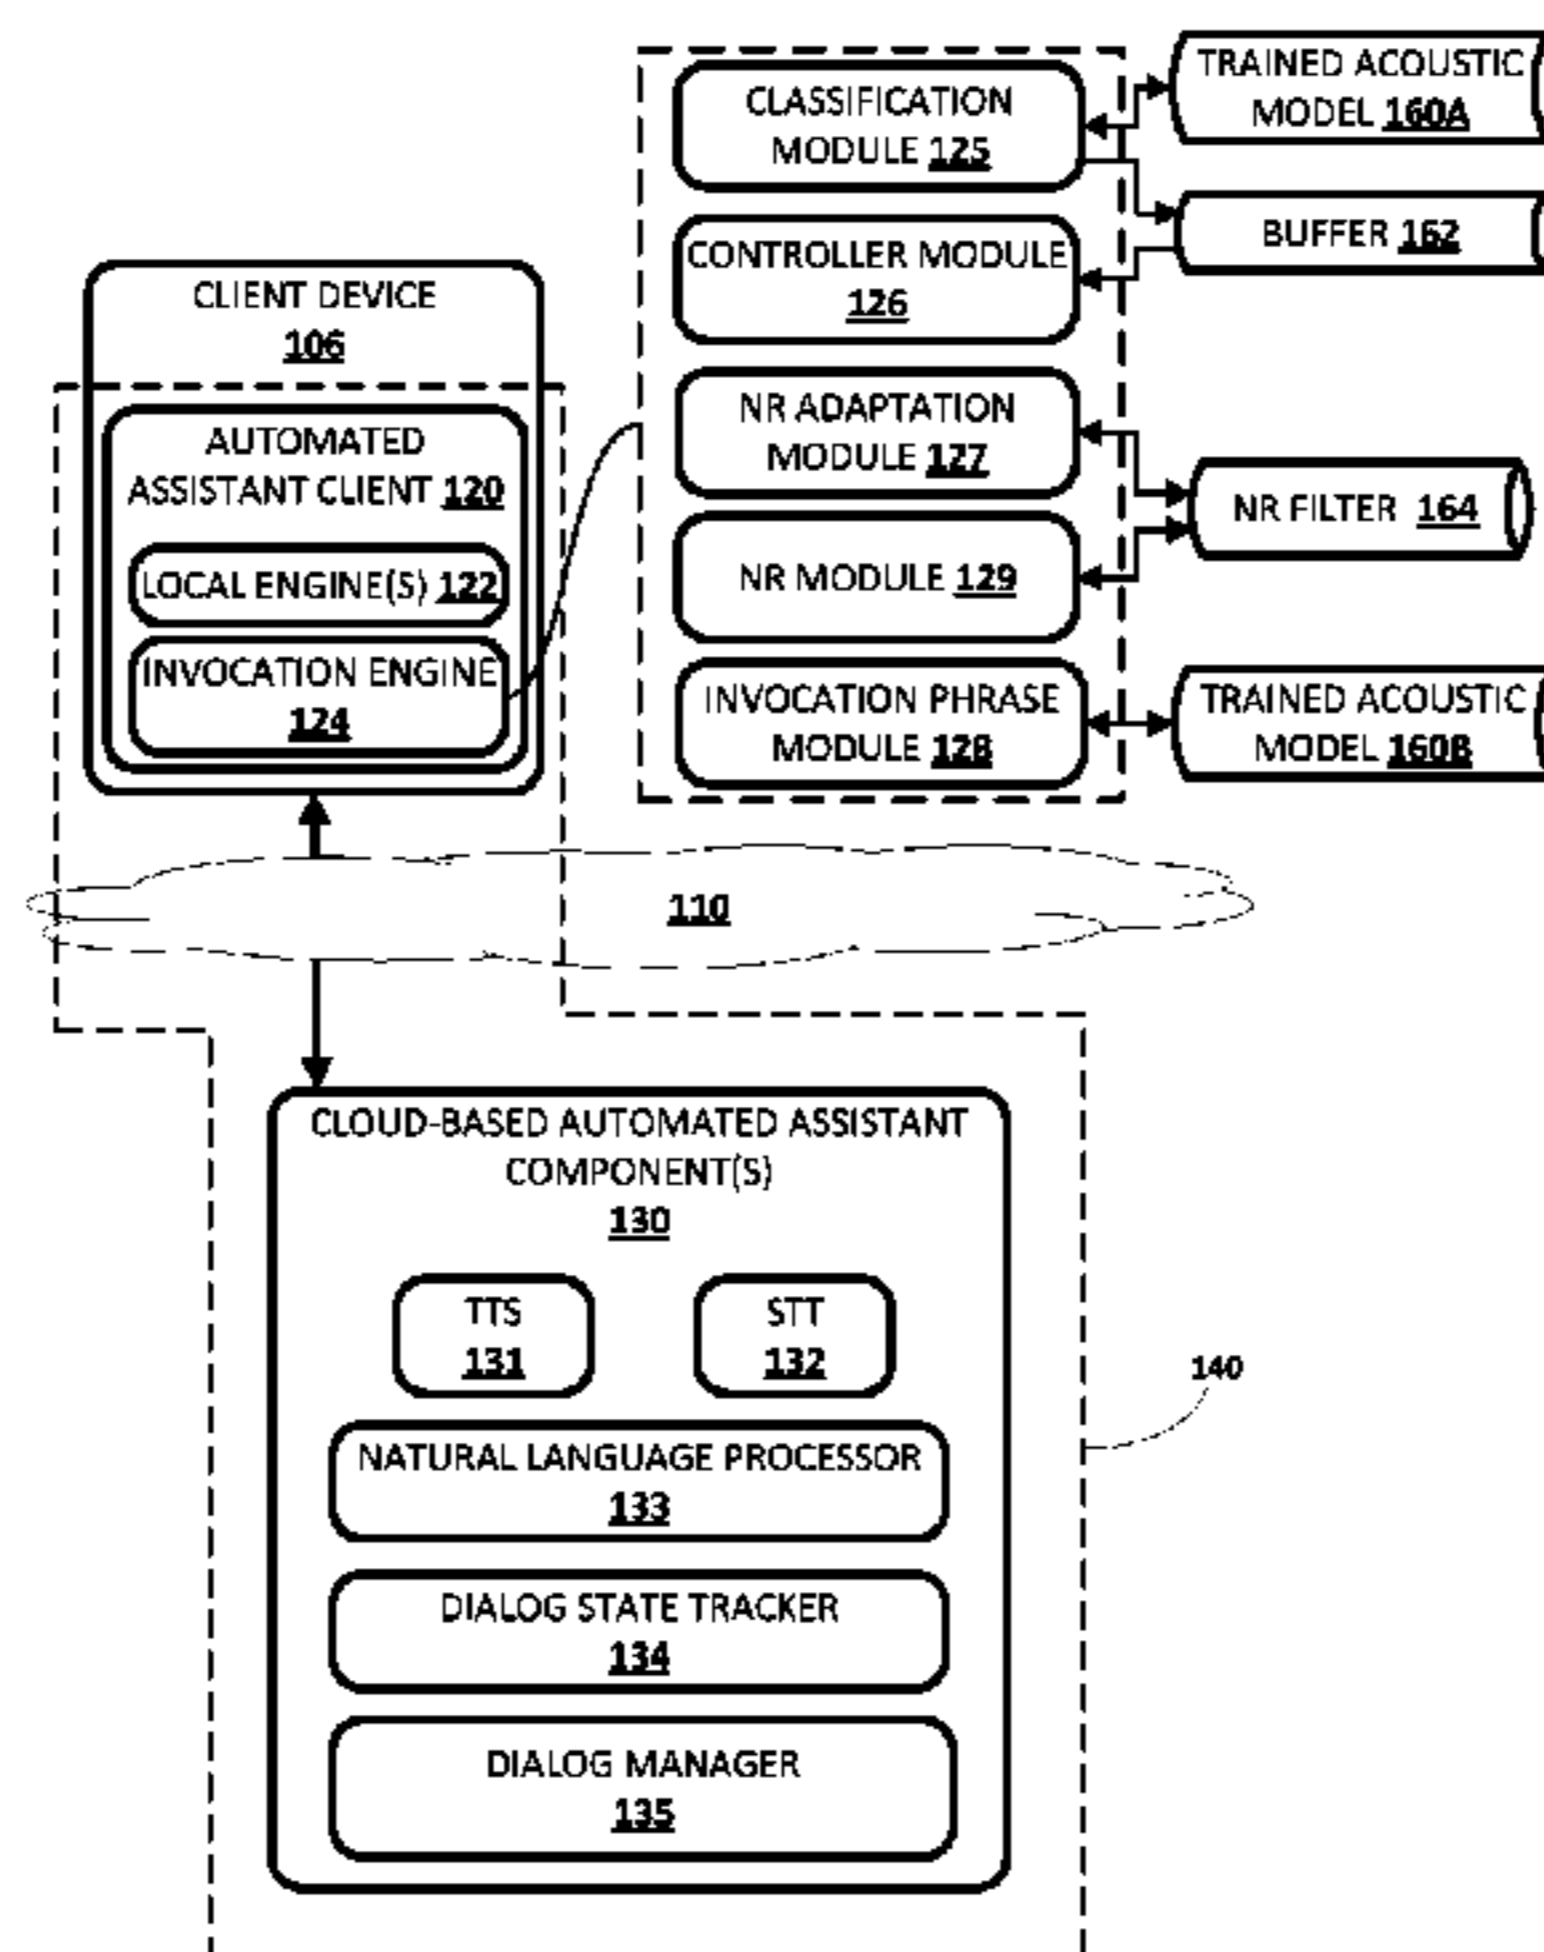 CLIENT DEVICE
106
AUTOMATED
ASSISTANT CLIENT 120
LOCAL ENGINE(S) 122
INVOCATION ENGINE
124
CLASSIFICATION
MODULE 125
CONTROLLER MODULE
126
NR ADAPTATION
MODULE 127
NR MODULE 129
INVOCATION PHRASE
MODULE 128
TRAINED ACOUSTIC
MODEL 160A
BUFFER 162
NR FILTER 164
TRAINED ACOUSTIC
MODEL 160B
110
CLOUD-BASED AUTOMATED ASSISTANT
COMPONENT(S)
130
TTS
131
STT
132
NATURAL LANGUAGE PROCESSOR
133
DIALOG STATE TRACKER
134
DIALOG MANAGER
135
140